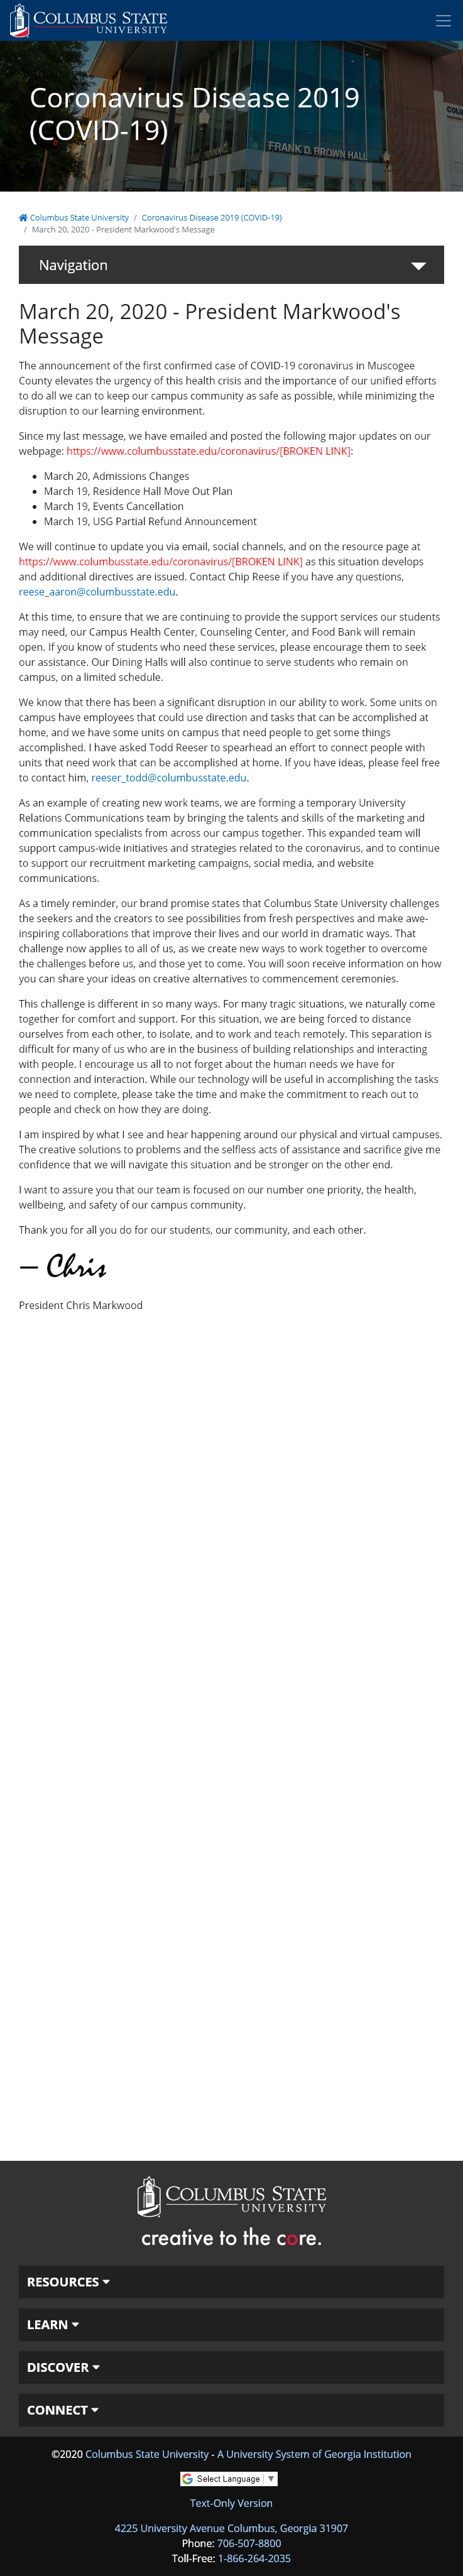 COLUMBUS STATE
UNIVERSITY
Coronavirus Disease 2019
(COVID-19)
FRANK D. BROWN HALL
Columbus State University / Coronavirus Disease 2019 (COVID-19)
/ March 20, 2020 - President Markwood's Message
Navigation
March 20, 2020 - President Markwood's
Message
The announcement of the first confirmed case of COVID-19 coronavirus in Muscogee
County elevates the urgency of this health crisis and the importance of our unified efforts
to do all we can to keep our campus community as safe as possible, while minimizing the
disruption to our learning environment.
Since my last message, we have emailed and posted the following major updates on our
webpage: https://www.columbusstate.edu/coronavirus/[BROKEN LINK]:
• March 20, Admissions Changes
• March 19, Residence Hall Move Out Plan
• March 19, Events Cancellation
• March 19, USG Partial Refund Announcement
We will continue to update you via email, social channels, and on the resource page at
https://www.columbusstate.edu/coronavirus/[BROKEN LINK] as this situation develops
and additional directives are issued. Contact Chip Reese if you have any questions,
reese_aaron@columbusstate.edu.
At this time, to ensure that we are continuing to provide the support services our students
may need, our Campus Health Center, Counseling Center, and Food Bank will remain
open. If you know of students who need these services, please encourage them to seek
our assistance. Our Dining Halls will also continue to serve students who remain on
campus, on a limited schedule.
We know that there has been a significant disruption in our ability to work. Some units on
campus have employees that could use direction and tasks that can be accomplished at
home, and we have some units on campus that need people to get some things
accomplished. I have asked Todd Reeser to spearhead an effort to connect people with
units that need work that can be accomplished at home. If you have ideas, please feel free
to contact him, reeser_todd@columbusstate.edu.
As an example of creating new work teams, we are forming a temporary University
Relations Communications team by bringing the talents and skills of the marketing and
communication specialists from across our campus together. This expanded team will
support campus-wide initiatives and strategies related to the coronavirus, and to continue
to support our recruitment marketing campaigns, social media, and website
communications.
As a timely reminder, our brand promise states that Columbus State University challenges
the seekers and the creators to see possibilities from fresh perspectives and make awe-
inspiring collaborations that improve their lives and our world in dramatic ways. That
challenge now applies to all of us, as we create new ways to work together to overcome
the challenges before us, and those yet to come. You will soon receive information on how
you can share your ideas on creative alternatives to commencement ceremonies.
This challenge is different in so many ways. For many tragic situations, we naturally come
together for comfort and support. For this situation, we are being forced to distance
ourselves from each other, to isolate, and to work and teach remotely. This separation is
difficult for many of us who are in the business of building relationships and interacting
with people. I encourage us all to not forget about the human needs we have for
connection and interaction. While our technology will be useful in accomplishing the tasks
we need to complete, please take the time and make the commitment to reach out to
people and check on how they are doing.
I am inspired by what I see and hear happening around our physical and virtual campuses.
The creative solutions to problems and the selfless acts of assistance and sacrifice give me
confidence that we will navigate this situation and be stronger on the other end.
I want to assure you that our team is focused on our number one priority, the health,
wellbeing, and safety of our campus community.
Thank you for all you do for our students, our community, and each other.
— Chris
President Chris Markwood
COLUMBUS STATE
UNIVERSITY
creative to the core.
RESOURCES
LEARN
DISCOVER
CONNECT
©2020 Columbus State University - A University System of Georgia Institution
Select Language ▼
Text-Only Version
4225 University Avenue Columbus, Georgia 31907
Phone: 706-507-8800
Toll-Free: 1-866-264-2035